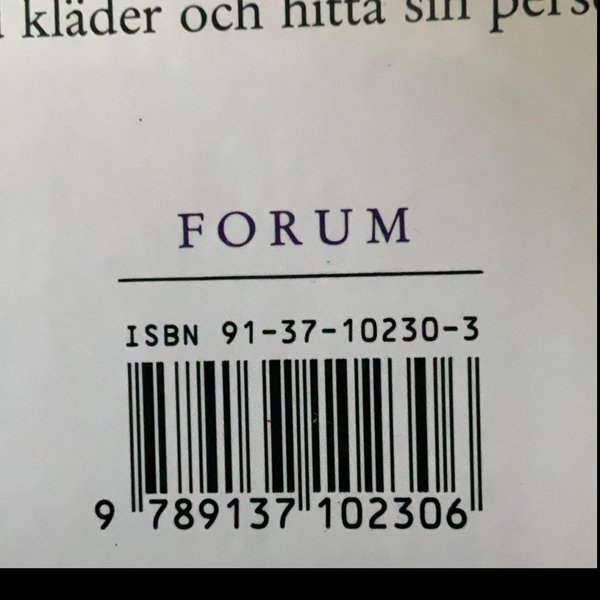 kläder och hitta sin
FORUM
ISBN 91-37-10230-3
9 789137 102306